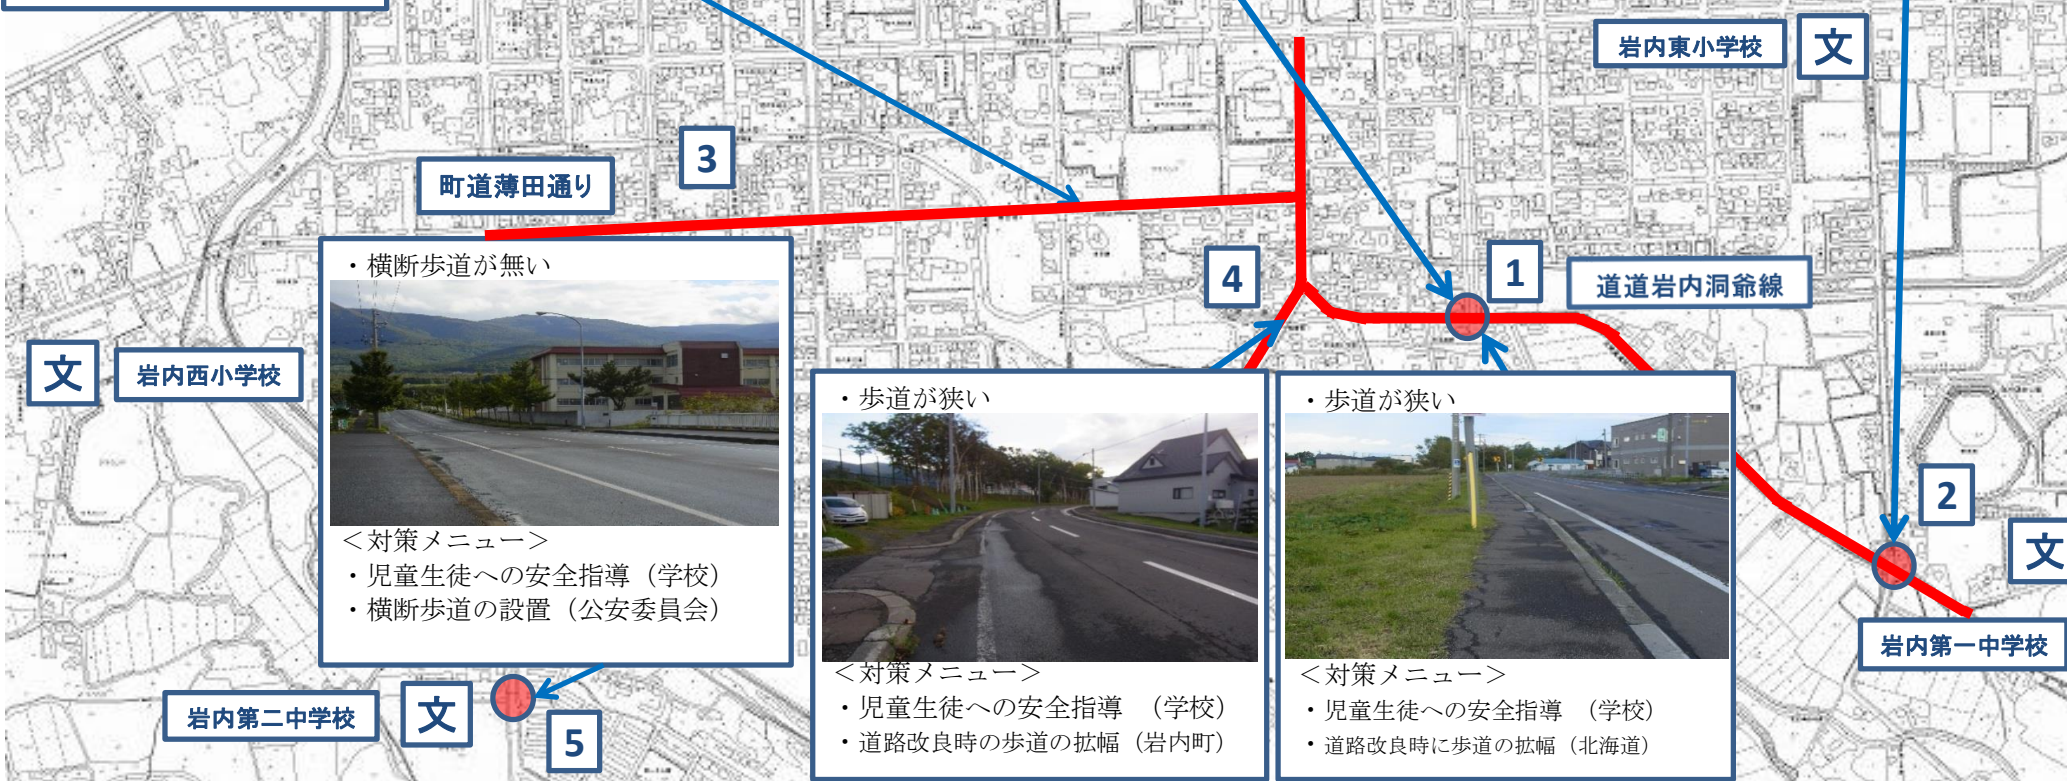 岩内東小学校
文
3
町道薄田通り
4
1
道道岩内洞爺線
文
岩内西小学校
2
文
岩内第一中学校
・横断歩道が無い
＜対策メニュー＞
・児童生徒への安全指導（学校）
・横断歩道の設置（公安委員会）
・歩道が狭い
＜対策メニュー＞
・児童生徒への安全指導　（学校）
・道路改良時の歩道の拡幅（岩内町）
・歩道が狭い
＜対策メニュー＞
・児童生徒への安全指導　（学校）
・道路改良時に歩道の拡幅（北海道）
岩内第二中学校
文
5